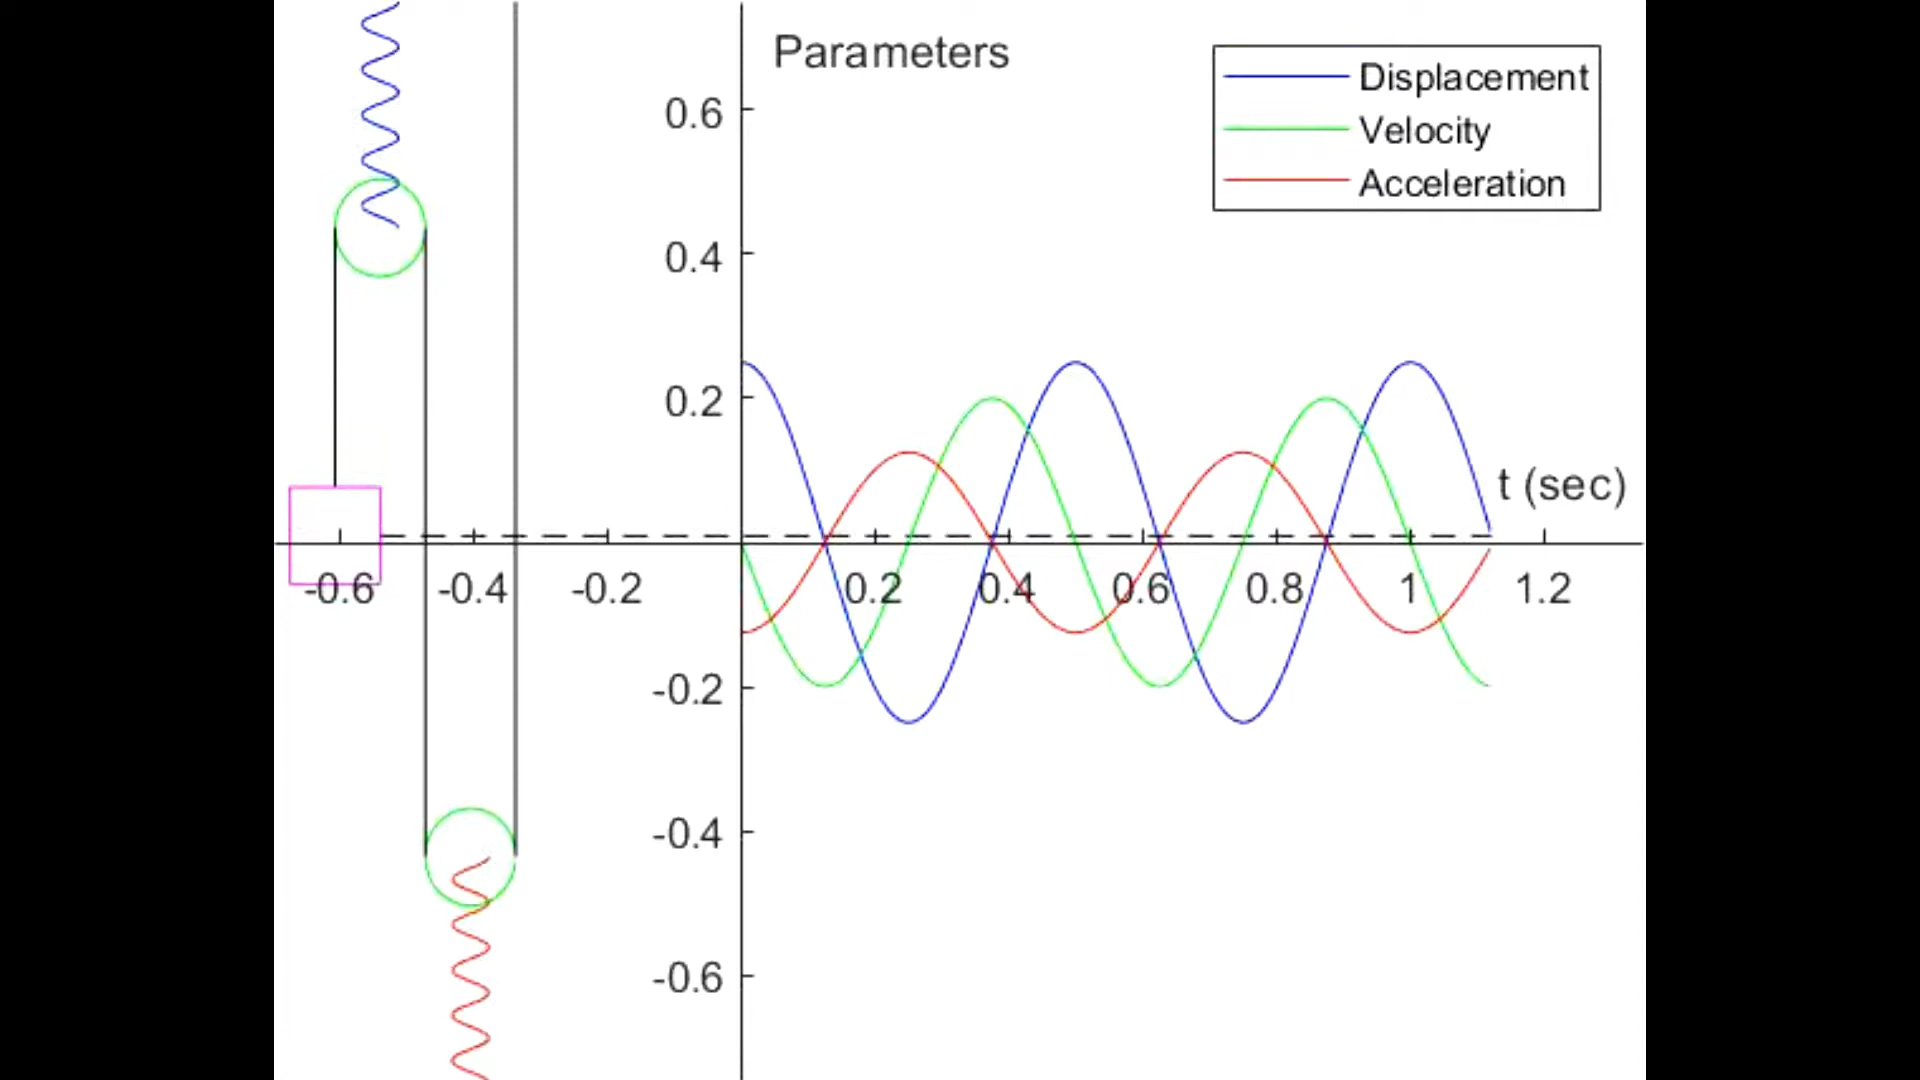 Parameters
Displacement
Velocity
Acceleration
0.6
0.4
0.2
t (sec)
-0.6 -0.4 -0.2 0.2 0.4 0.6 0.8 1 1.2
-0.2
-0.4
-0.6